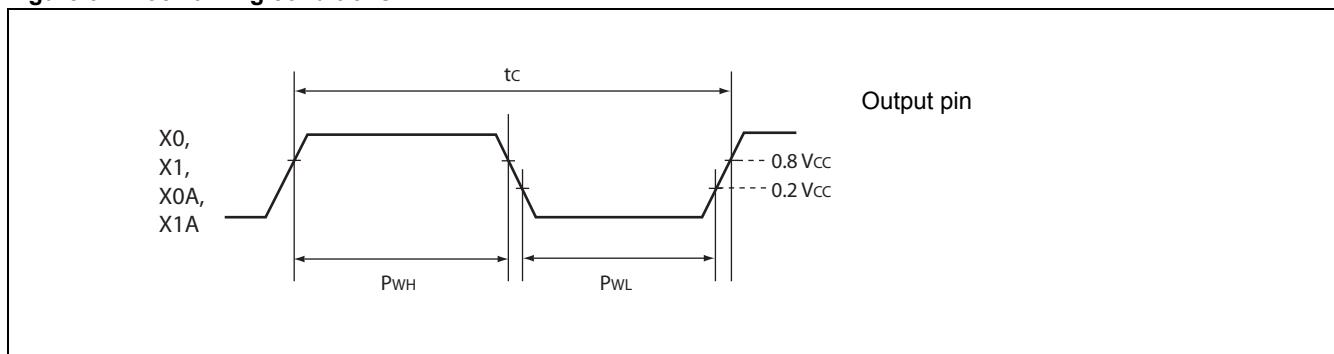 tC
Output pin
X0,
X1,
X0A,
X1A
0.8 VCC
0.2 VCC
PWH
PWL